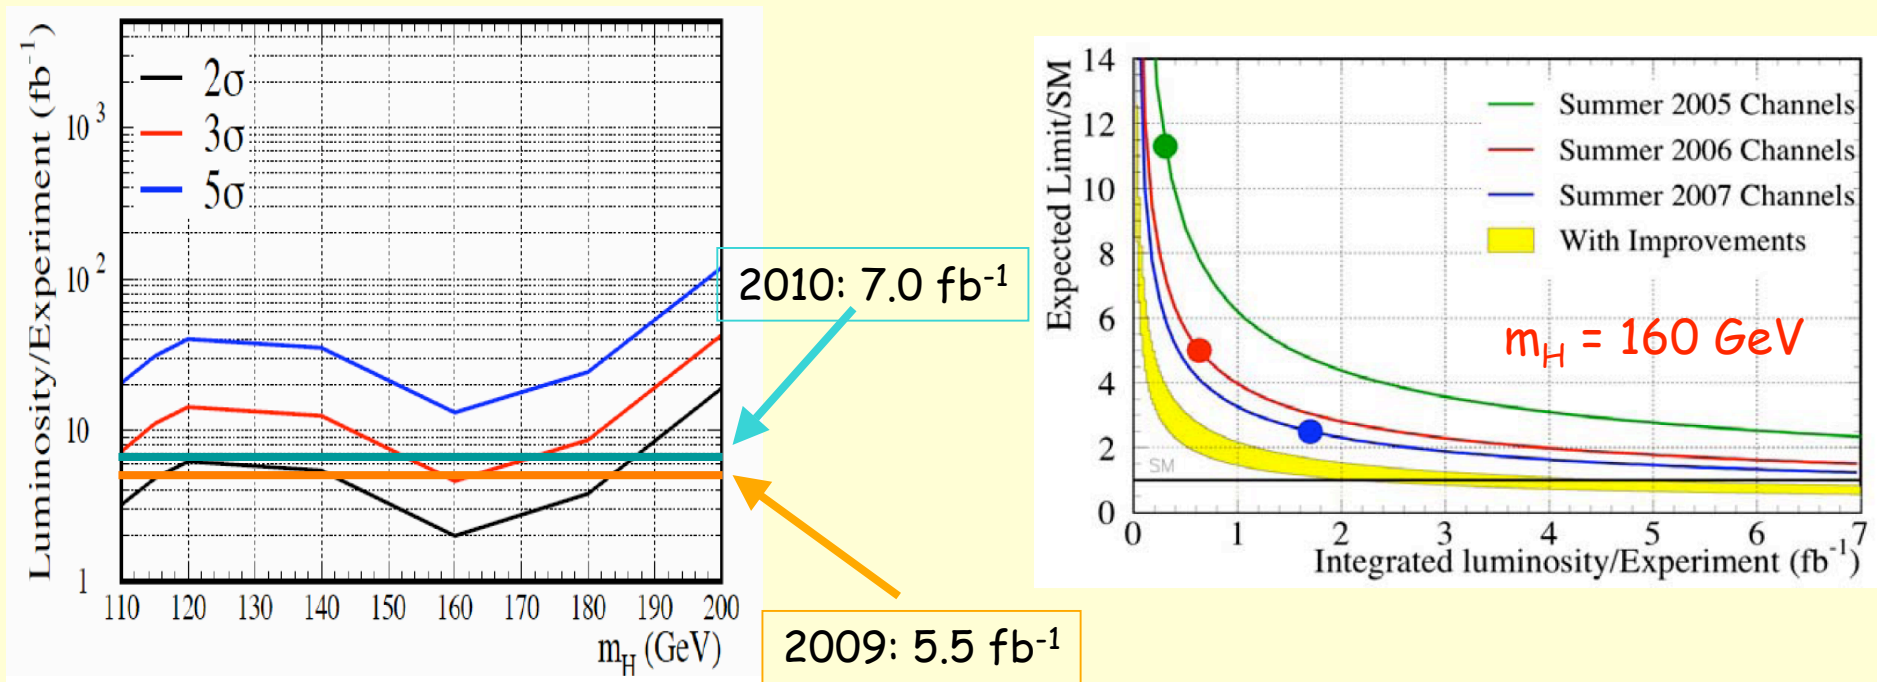 Luminosity/Experiment (fb⁻¹)
2σ
3σ
5σ
10³
10²
10
1
110 120 130 140 150 160 170 180 190 200
m_H (GeV)
2010: 7.0 fb⁻¹
2009: 5.5 fb⁻¹
Expected Limit/SM
14
12
10
8
6
4
2
0
Summer 2005 Channels
Summer 2006 Channels
Summer 2007 Channels
With Improvements
m_H = 160 GeV
SM
0 1 2 3 4 5 6 7
Integrated luminosity/Experiment (fb⁻¹)